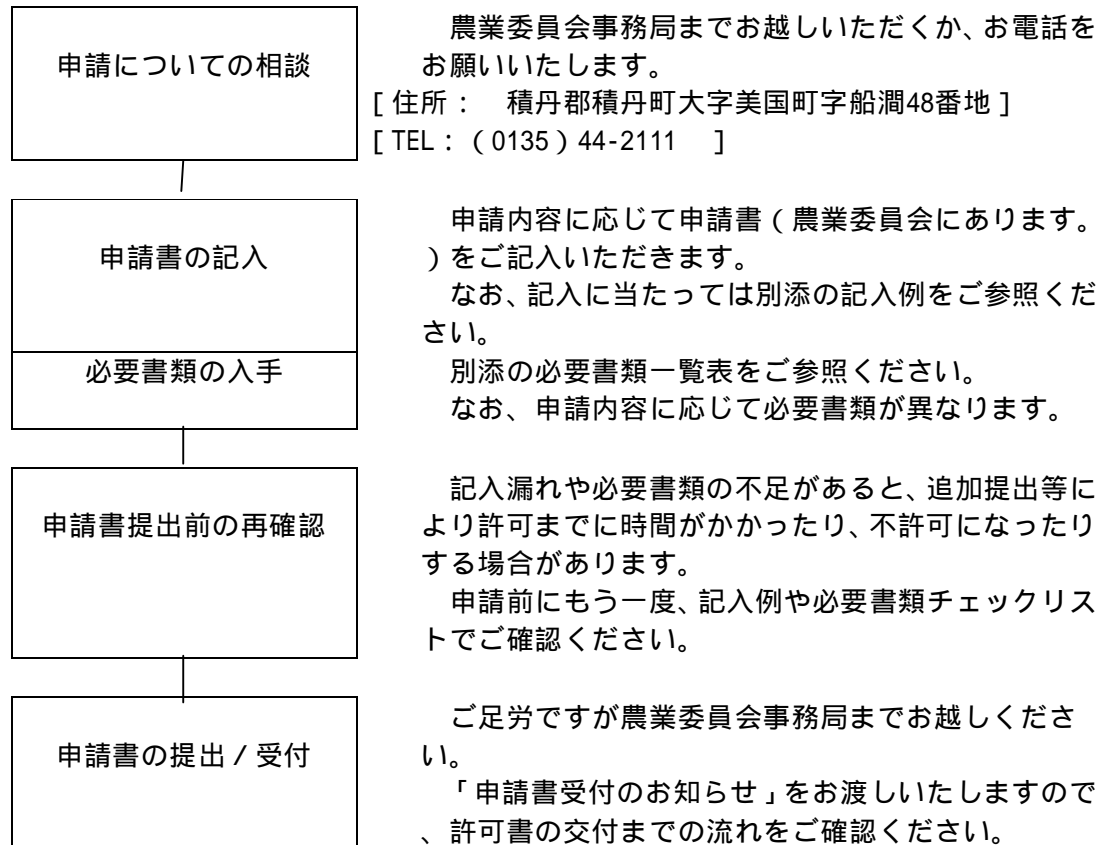 申請についての相談
農業委員会事務局までお越しいただくか、お電話を
お願いいたします。
[ 住所： 積丹郡積丹町大字美国町字船澗48番地 ]
[ TEL：（0135）44-2111 ]
申請書の記入
申請内容に応じて申請書（農業委員会にあります。
）をご記入いただきます。
なお、記入に当たっては別添の記入例をご参照くだ
さい。
必要書類の入手
別添の必要書類一覧表をご参照ください。
なお、申請内容に応じて必要書類が異なります。
申請書提出前の再確認
記入漏れや必要書類の不足があると、追加提出等に
より許可までに時間がかかったり、不許可になったり
する場合があります。
申請前にもう一度、記入例や必要書類チェックリス
トでご確認ください。
申請書の提出／受付
ご足労ですが農業委員会事務局までお越しくださ
い。
「申請書受付のお知らせ」をお渡しいたしますので
、許可書の交付までの流れをご確認ください。